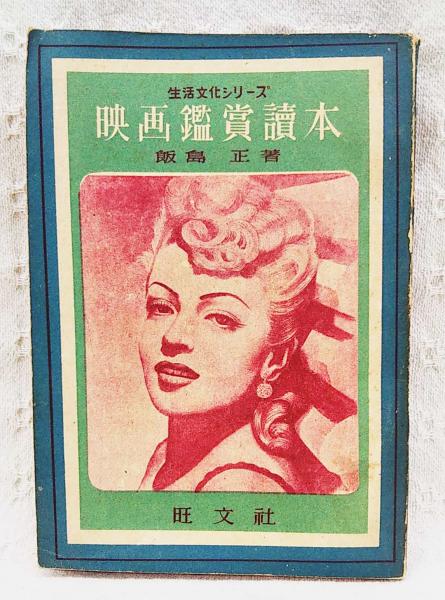 生活文化シリーズ
映画鑑賞讀本
飯島 正著
旺文社